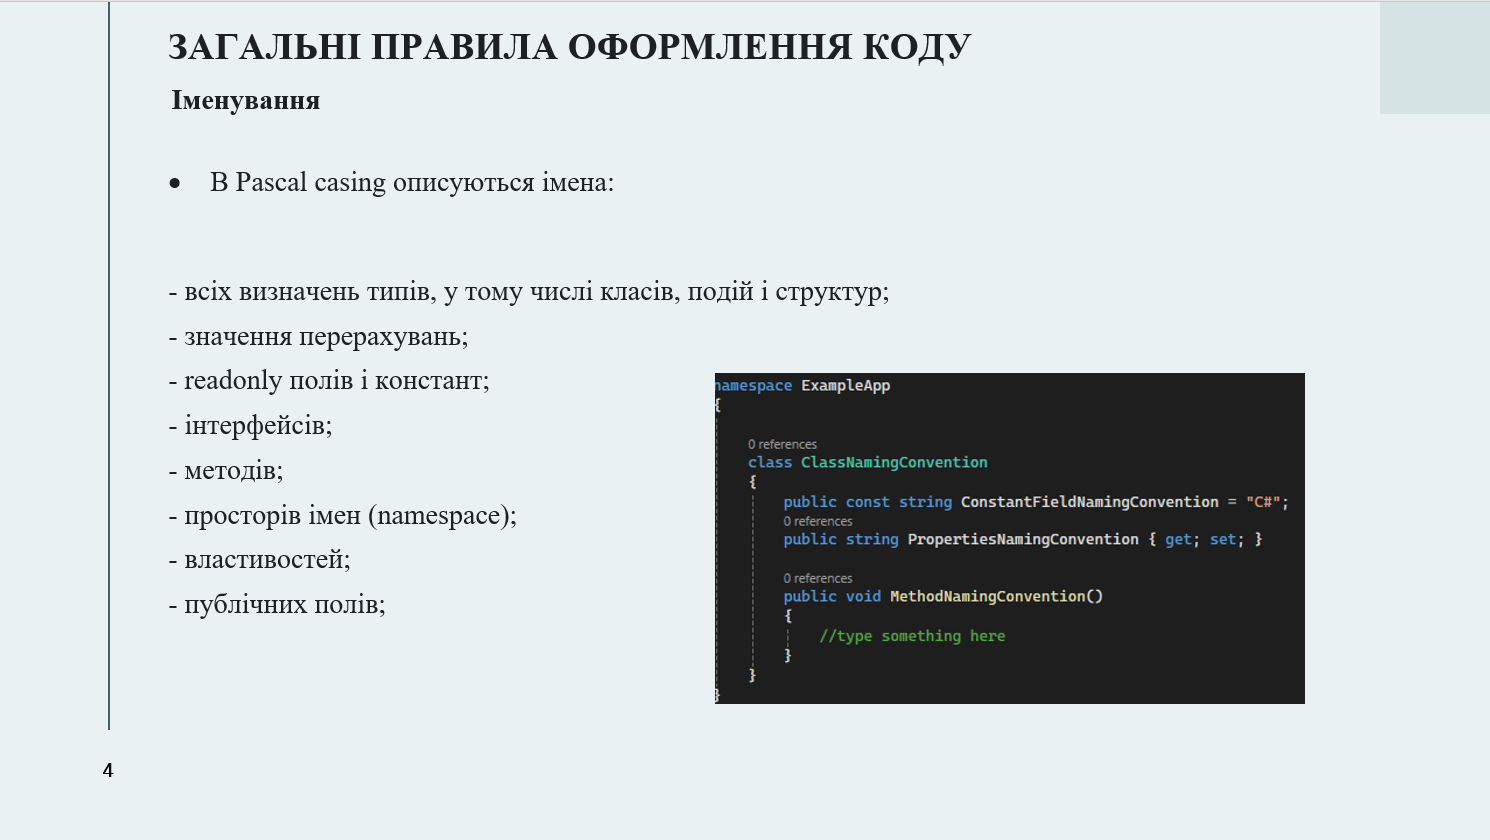 ЗАГАЛЬНІ ПРАВИЛА ОФОРМЛЕННЯ КОДУ
Іменування
• В Pascal casing описуються імена:
- всіх визначень типів, у тому числі класів, подій і структур;
- значення перерахувань;
- readonly полів і констант;
- інтерфейсів;
- методів;
- просторів імен (namespace);
- властивостей;
- публічних полів;
namespace ExampleApp
{
0 references
class ClassNamingConvention
{
public const string ConstantFieldNamingConvention = "C#";
0 references
public string PropertiesNamingConvention { get; set; }
0 references
public void MethodNamingConvention()
{
//type something here
}
}
}
4